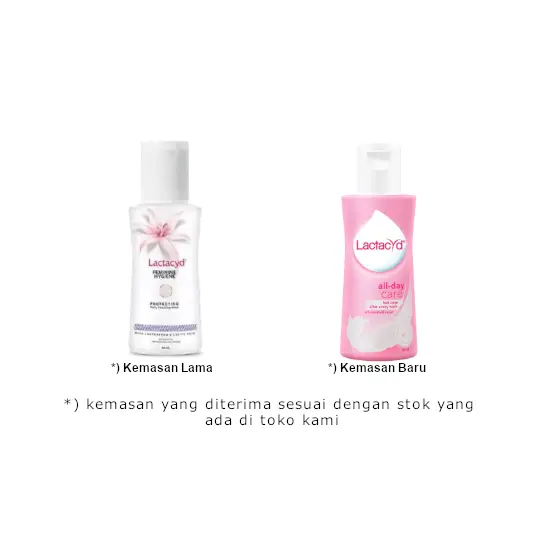 Lactacyd
FEMININE
HYGIENE
PROTECTING
*) Kemasan Lama
Lactacyd
all-day
care
*) Kemasan Baru
*) kemasan yang diterima sesuai dengan stok yang
ada di toko kami